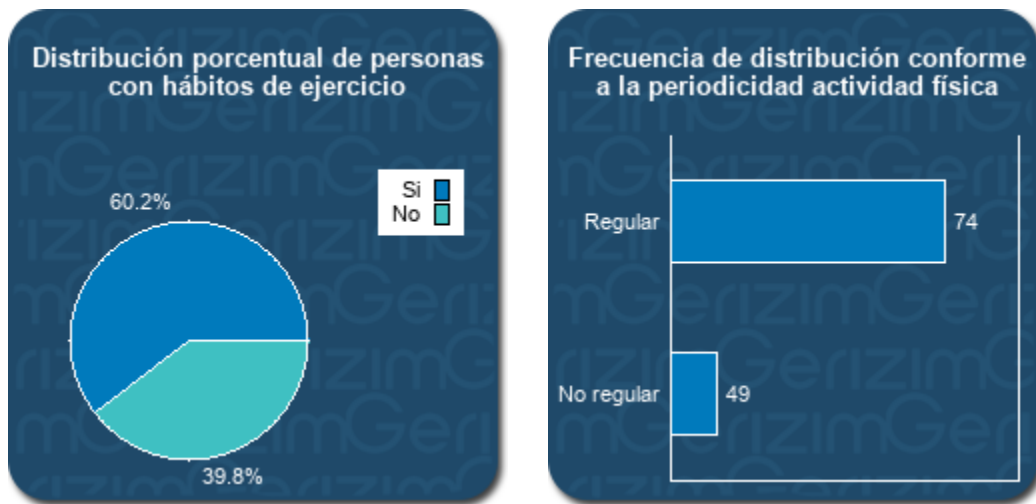 Distribución porcentual de personas
con hábitos de ejercicio
Si
No
60.2%
39.8%
Frecuencia de distribución conforme
a la periodicidad actividad física
Regular
74
No regular
49